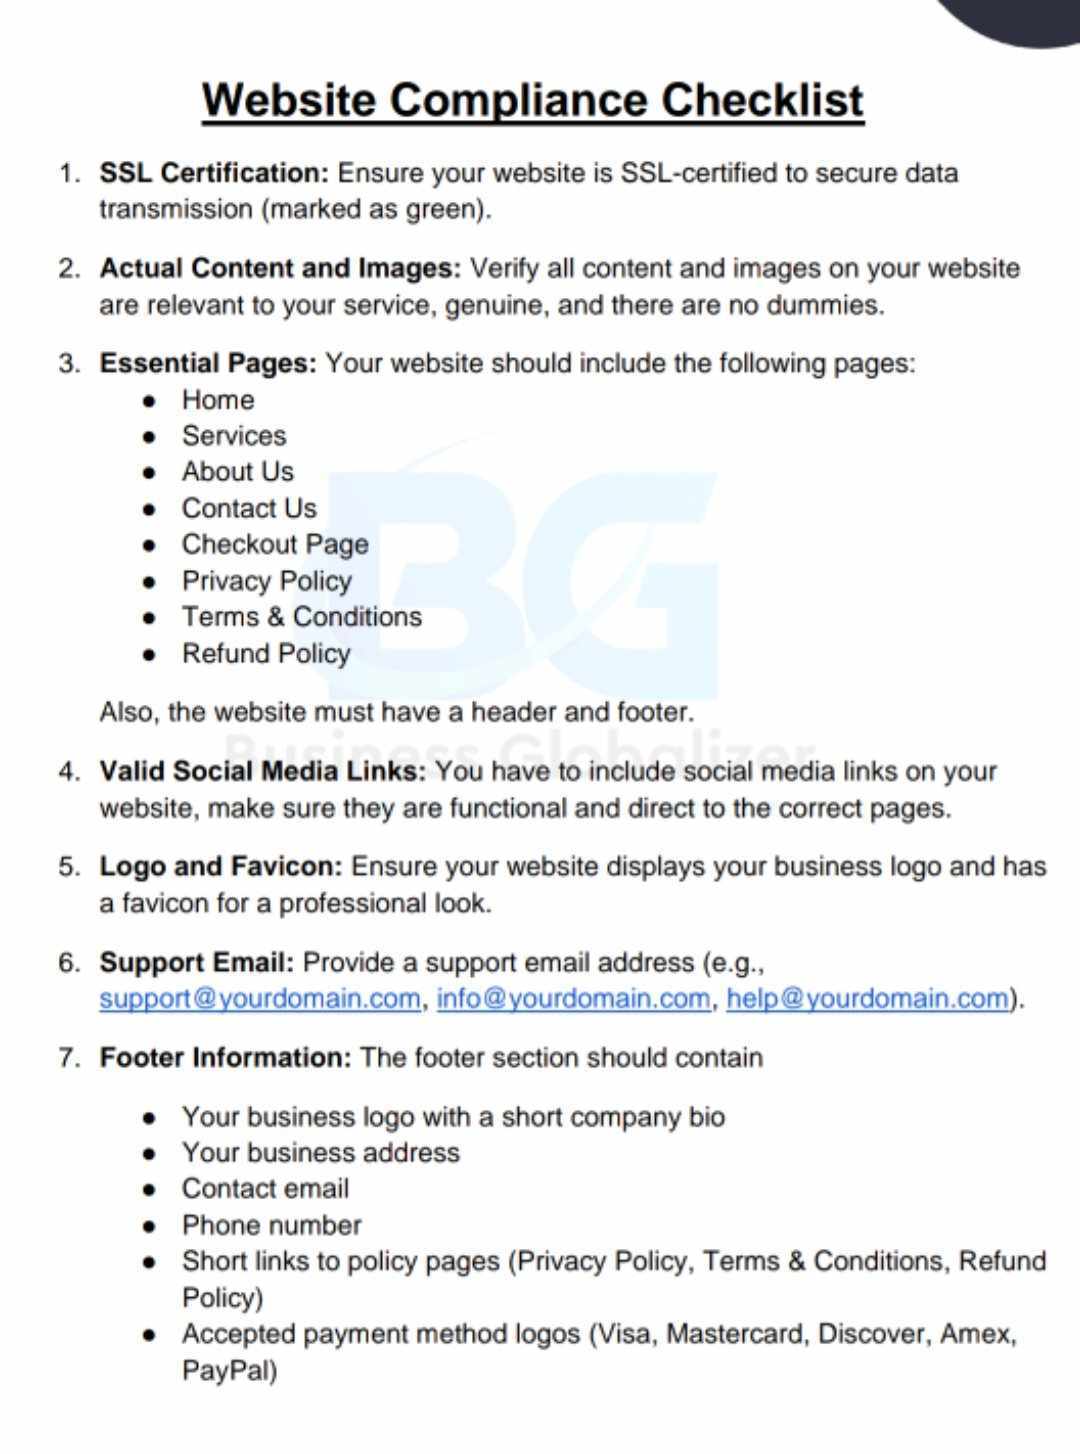 Website Compliance Checklist
1. SSL Certification: Ensure your website is SSL-certified to secure data
transmission (marked as green).
2. Actual Content and Images: Verify all content and images on your website
are relevant to your service, genuine, and there are no dummies.
3. Essential Pages: Your website should include the following pages:
● Home
● Services
● About Us
● Contact Us
● Checkout Page
● Privacy Policy
● Terms & Conditions
● Refund Policy
BG
Also, the website must have a header and footer.
Business Globalizer
4. Valid Social Media Links: You have to include social media links on your
website, make sure they are functional and direct to the correct pages.
5. Logo and Favicon: Ensure your website displays your business logo and has
a favicon for a professional look.
6. Support Email: Provide a support email address (e.g.,
support@yourdomain.com, info@yourdomain.com, help@yourdomain.com).
7. Footer Information: The footer section should contain
● Your business logo with a short company bio
● Your business address
● Contact email
● Phone number
● Short links to policy pages (Privacy Policy, Terms & Conditions, Refund
Policy)
● Accepted payment method logos (Visa, Mastercard, Discover, Amex,
PayPal)